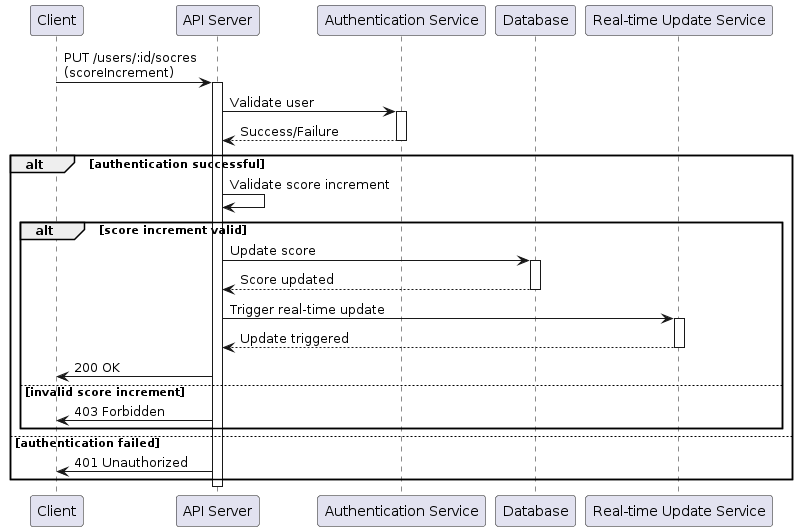 Client
API Server
Authentication Service
Database
Real-time Update Service
PUT /users/:id/socres
(scoreIncrement)
Validate user
Success/Failure
alt
[authentication successful]
Validate score increment
alt
[score increment valid]
Update score
Score updated
Trigger real-time update
Update triggered
200 OK
[invalid score increment]
403 Forbidden
[authentication failed]
401 Unauthorized
Client
API Server
Authentication Service
Database
Real-time Update Service